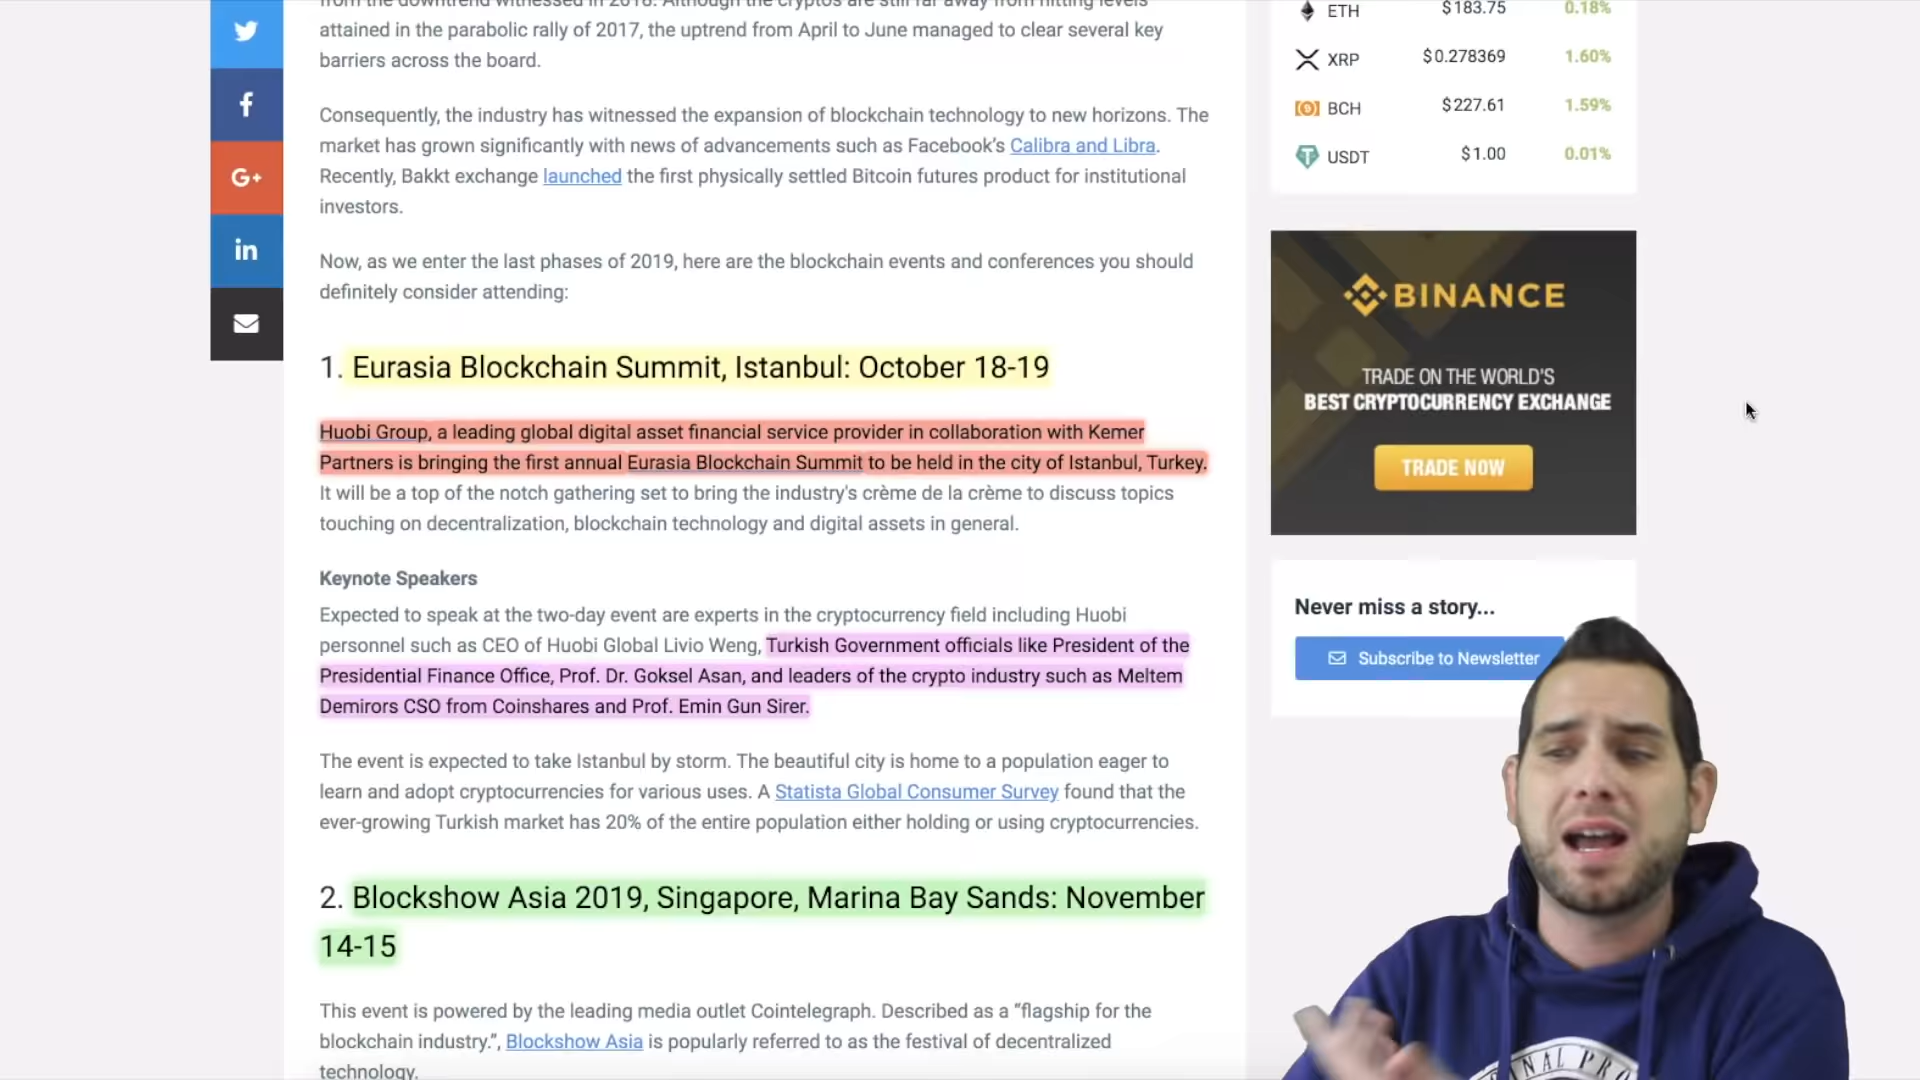 from the downtrend witnessed in 2018. Although the cryptos are still far away from hitting levels
attained in the parabolic rally of 2017, the uptrend from April to June managed to clear several key
barriers across the board.
Consequently, the industry has witnessed the expansion of blockchain technology to new horizons. The
market has grown significantly with news of advancements such as Facebook's Calibra and Libra.
Recently, Bakkt exchange launched the first physically settled Bitcoin futures product for institutional
investors.
Now, as we enter the last phases of 2019, here are the blockchain events and conferences you should
definitely consider attending:
1. Eurasia Blockchain Summit, Istanbul: October 18-19
Huobi Group, a leading global digital asset financial service provider in collaboration with Kemer
Partners is bringing the first annual Eurasia Blockchain Summit to be held in the city of Istanbul, Turkey.
It will be a top of the notch gathering set to bring the industry's crème de la crème to discuss topics
touching on decentralization, blockchain technology and digital assets in general.
Keynote Speakers
Expected to speak at the two-day event are experts in the cryptocurrency field including Huobi
personnel such as CEO of Huobi Global Livio Weng, Turkish Government officials like President of the
Presidential Finance Office, Prof. Dr. Goksel Asan, and leaders of the crypto industry such as Meltem
Demirors CSO from Coinshares and Prof. Emin Gun Sirer.
The event is expected to take Istanbul by storm. The beautiful city is home to a population eager to
learn and adopt cryptocurrencies for various uses. A Statista Global Consumer Survey found that the
ever-growing Turkish market has 20% of the entire population either holding or using cryptocurrencies.
2. Blockshow Asia 2019, Singapore, Marina Bay Sands: November
14-15
This event is powered by the leading media outlet Cointelegraph. Described as a “flagship for the
blockchain industry.”, Blockshow Asia is popularly referred to as the festival of decentralized
technology.
f
G+
in
ETH $183.75 0.18%
XRP $0.278369 1.60%
BCH $227.61 1.59%
USDT $1.00 0.01%
BINANCE
TRADE ON THE WORLD'S
BEST CRYPTOCURRENCY EXCHANGE
TRADE NOW
Never miss a story...
Subscribe to Newsletter